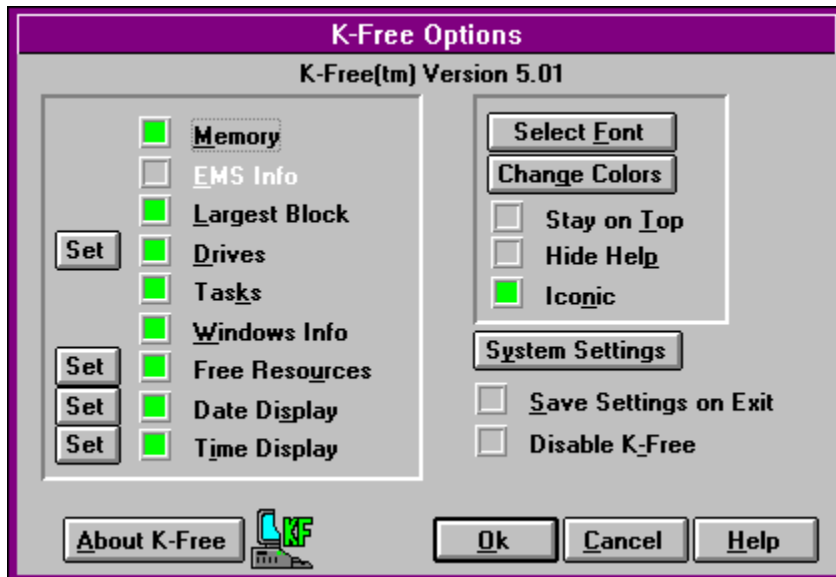 K-Free Options
K-Free(tm) Version 5.01
Memory
EMS Info
Largest Block
Set Drives
Tasks
Windows Info
Set Free Resources
Set Date Display
Set Time Display
Select Font
Change Colors
Stay on Top
Hide Help
Iconic
System Settings
Save Settings on Exit
Disable K-Free
About K-Free KF Ok Cancel Help